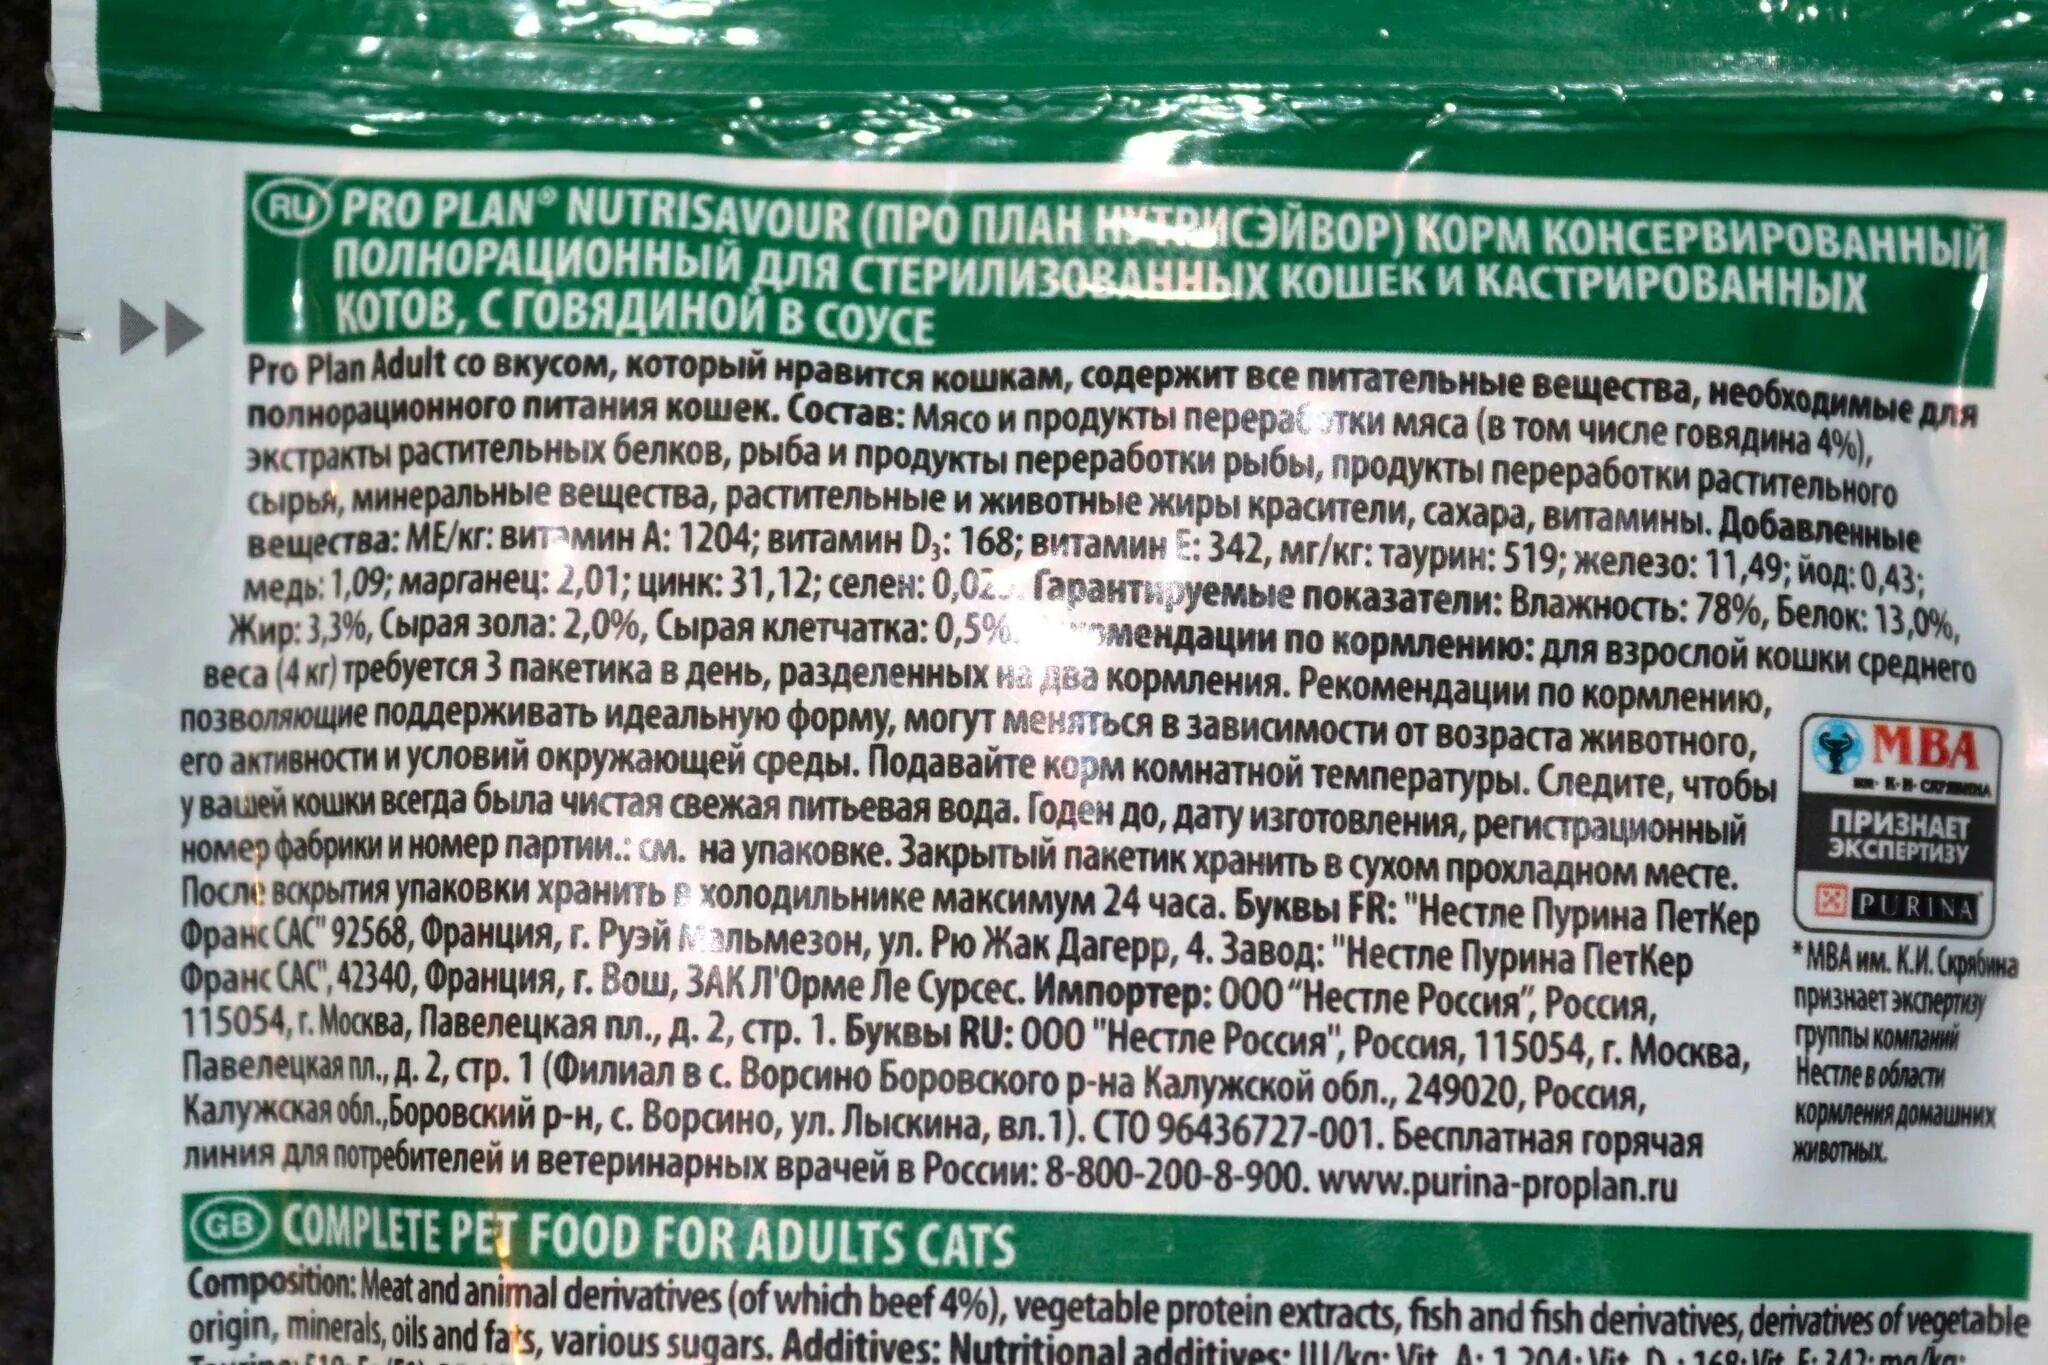 RU PRO PLAN® NUTRISAVOUR (ПРО ПЛАН НУТРИСЭЙВОР) КОРМ КОНСЕРВИРОВАННЫЙ
ПОЛНОРАЦИОННЫЙ ДЛЯ СТЕРИЛИЗОВАННЫХ КОШЕК И КАСТРИРОВАННЫХ
КОТОВ, С ГОВЯДИНОЙ В СОУСЕ
Pro Plan Adult со вкусом, который нравится кошкам, содержит все питательные вещества, необходимые для
полнорационного питания кошек. Состав: Мясо и продукты переработки мяса (в том числе говядина 4%),
экстракты растительных белков, рыба и продукты переработки рыбы, продукты переработки растительного
сырья, минеральные вещества, растительные и животные жиры красители, сахара, витамины. Добавленные
вещества: МЕ/кг: витамин А: 1204; витамин D3: 168; витамин Е: 342, мг/кг: таурин: 519; железо: 11,49; йод: 0,43;
медь: 1,09; марганец: 2,01; цинк: 31,12; селен: Гарантируемые показатели: Влажность: 78%, Белок: 13,0%,
Жир: 3,3%, Сырая зола: 2,0%, Сырая клетчатка: 0,5%. Рекомендации по кормлению: для взрослой кошки среднего
веса (4 кг) требуется 3 пакетика в день, разделенных на два кормления. Рекомендации по кормлению,
позволяющие поддерживать идеальную форму, могут меняться в зависимости от возраста животного,
его активности и условий окружающей среды. Подавайте корм комнатной температуры. Следите, чтобы
у вашей кошки всегда была чистая свежая питьевая вода. Годен до, дату изготовления, регистрационный
номер фабрики и номер партии.: см. на упаковке. Закрытый пакетик хранить в сухом прохладном месте.
После вскрытия упаковки хранить в холодильнике максимум 24 часа. Буквы FR: "Нестле Пурина ПетКер
Франс САС" 92568, Франция, г. Руэй Мальмезон, ул. Рю Жак Дагерр, 4. Завод: "Нестле Пурина ПетКер
Франс САС", 42340, Франция, г. Вош, ЗАК Л'Орме Ле Сурсес. Импортер: ООО "Нестле Россия", Россия,
115054, г. Москва, Павелецкая пл., д. 2, стр. 1. Буквы RU: ООО "Нестле Россия", Россия, 115054, г. Москва,
Павелецкая пл., д. 2, стр. 1 (Филиал в с. Ворсино Боровского р-на Калужской обл., 249020, Россия,
Калужская обл.,Боровский р-н, с. Ворсино, ул. Лыскина, вл.1). СТО 96436727-001. Бесплатная горячая
линия для потребителей и ветеринарных врачей в России: 8-800-200-8-900. www.purina-proplan.ru
МВА
им. К.И. СКРЯБИНА
ПРИЗНАЕТ
ЭКСПЕРТИЗУ
PURINA
* МВА им. К.И. Скрябина
признает экспертизу
группы компаний
Нестле в области
кормления домашних
животных.
GB COMPLETE PET FOOD FOR ADULTS CATS
Composition: Meat and animal derivatives (of which beef 4%), vegetable protein extracts, fish and fish derivatives, derivatives of vegetable
origin, minerals, oils and fats, various sugars. Additives: Nutritional additives: IU/kg: Vit. A: 1 204; Vit. D3: 168; Vit. E: 342; mg/kg: